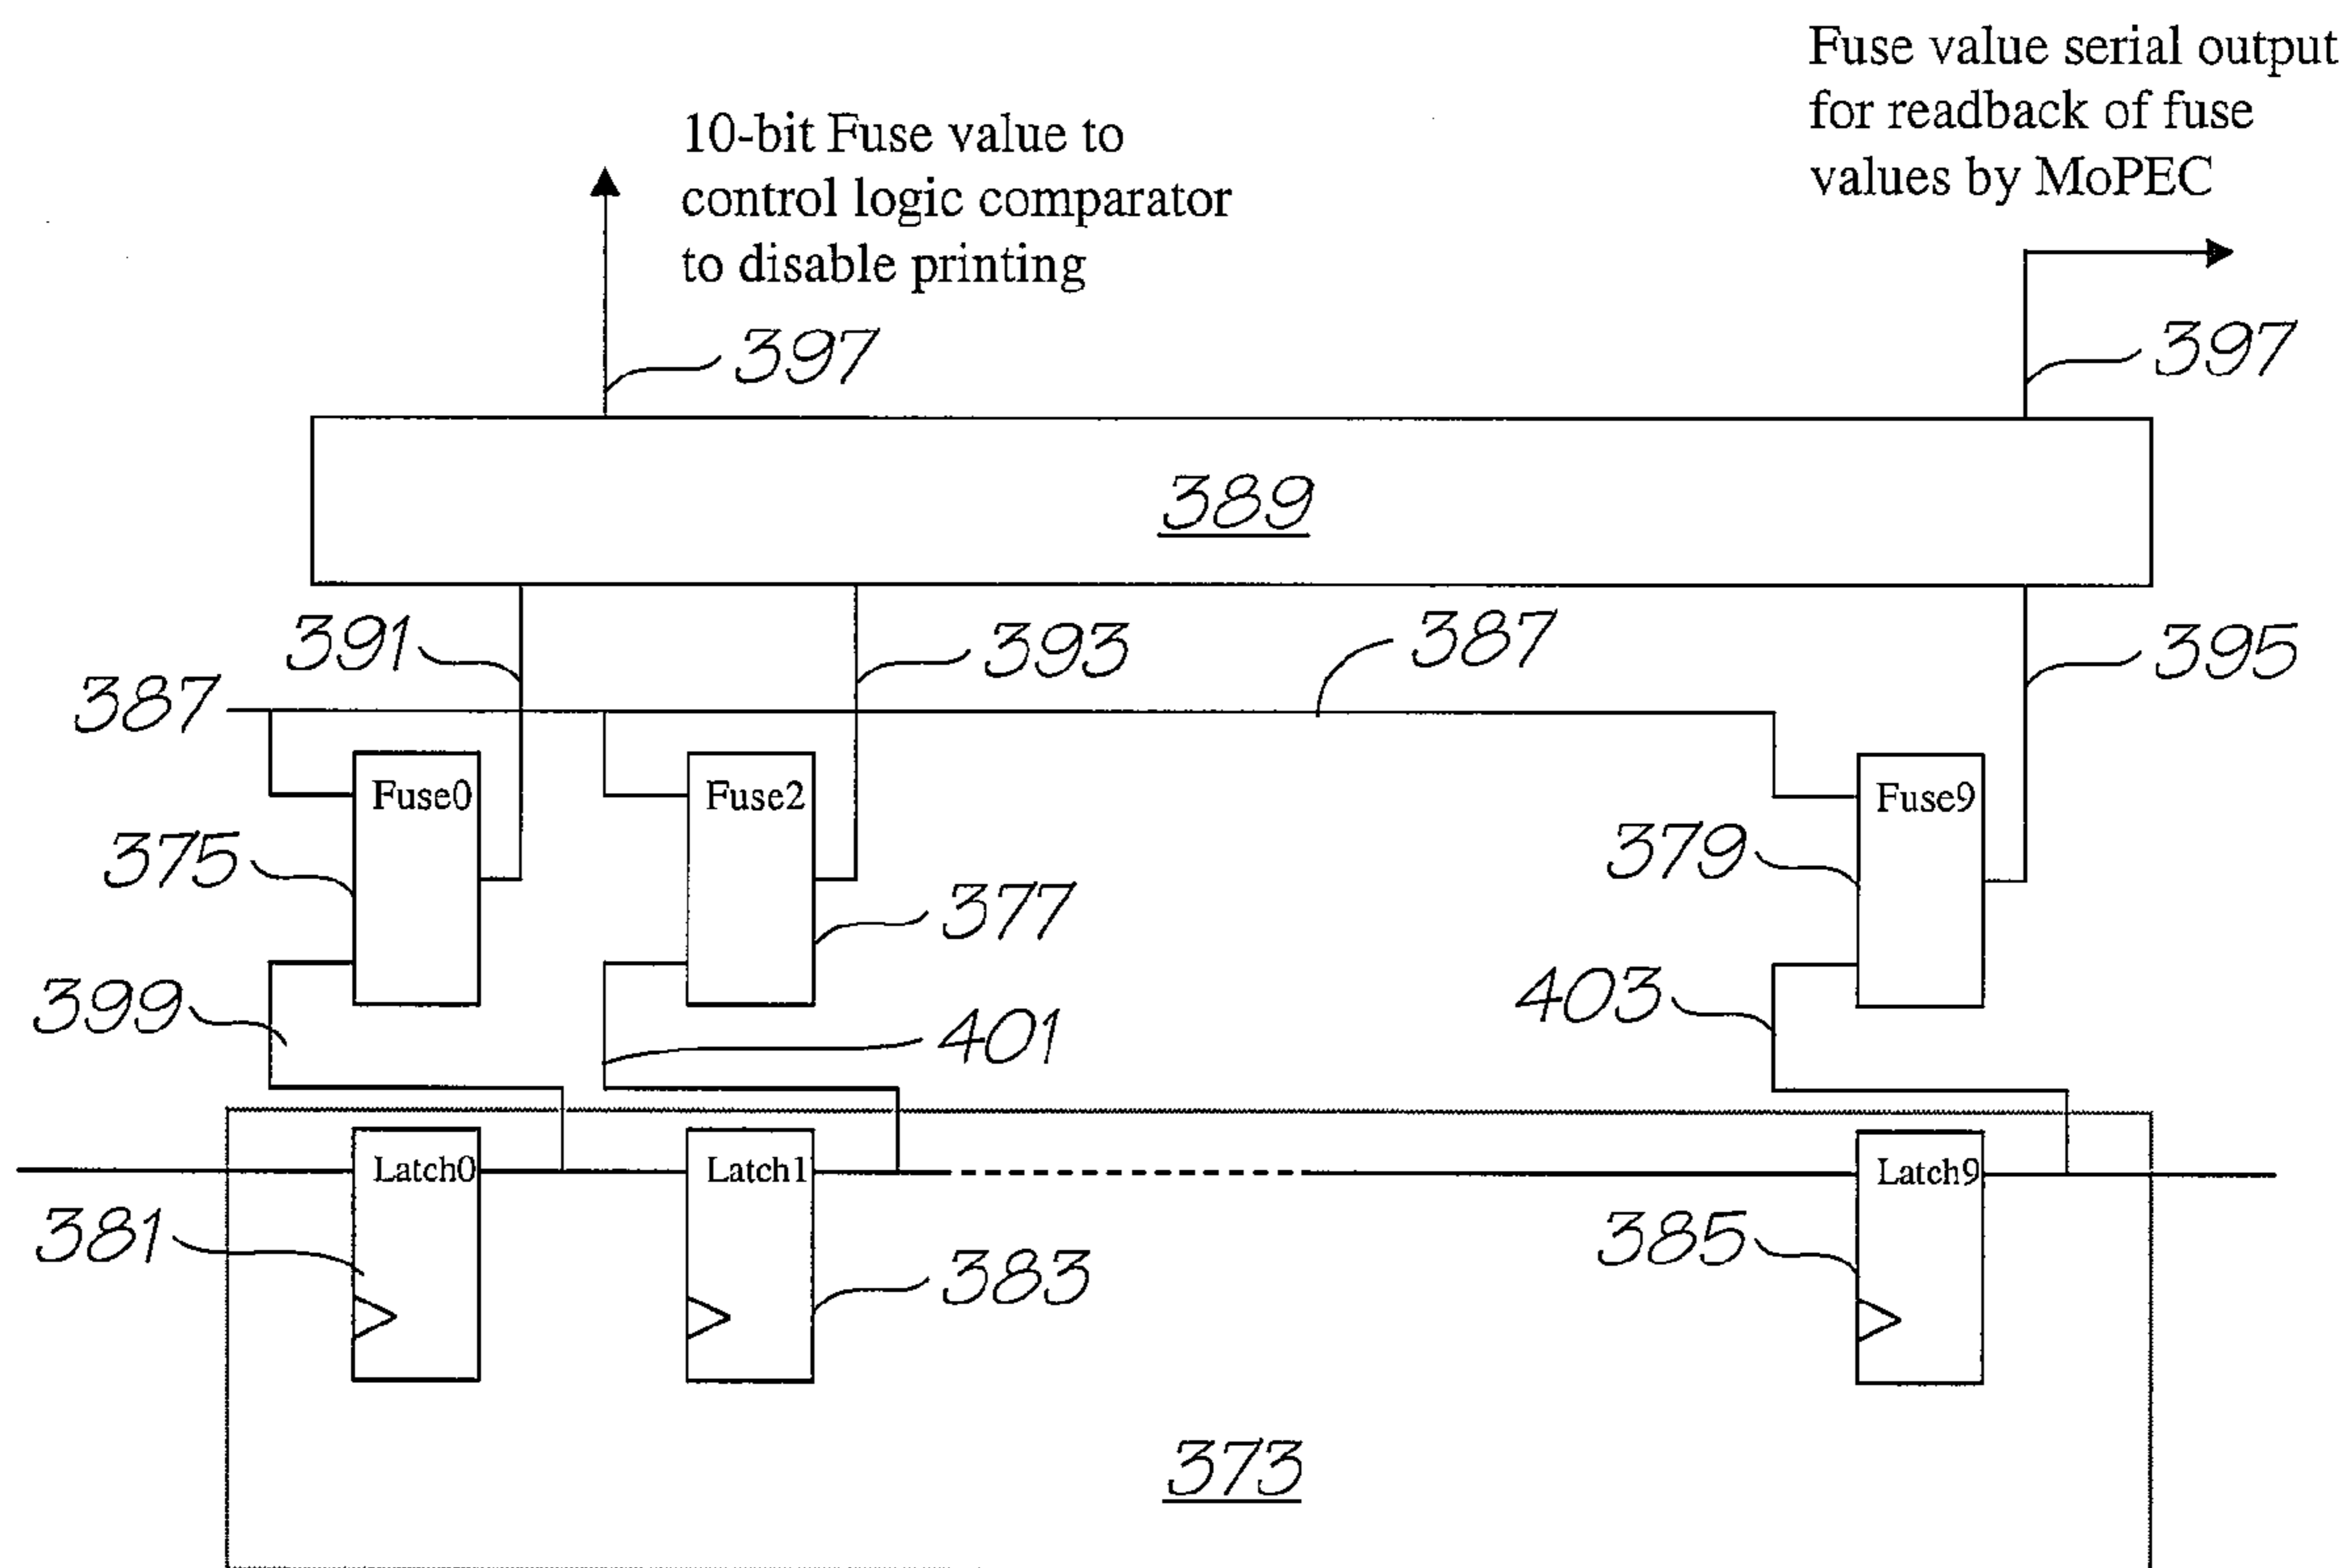 Fuse value serial output
for readback of fuse
values by MoPEC
10-bit Fuse value to
control logic comparator
to disable printing
397
397
389
391
393
387
395
387
Fuse0
Fuse2
Fuse9
375
377
379
399
401
403
Latch0
Latch1
Latch9
381
383
385
373